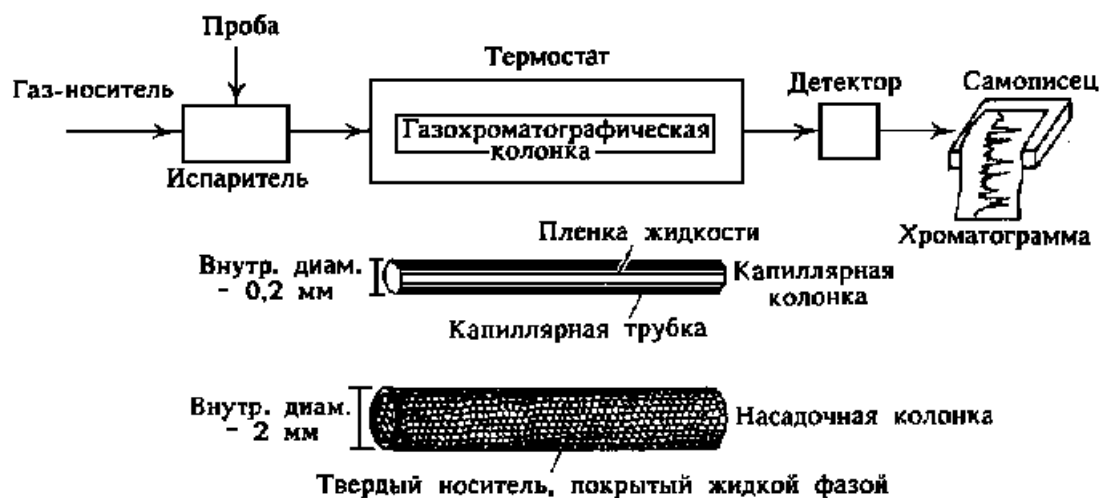 Проба
Термостат
Газ-носитель
Детектор
Самописец
Газохроматографическая
колонка
Испаритель
Хроматограмма
Пленка жидкости
Внутр. диам.
- 0,2 мм
Капиллярная
колонка
Капиллярная трубка
Внутр. диам.
- 2 мм
Насадочная колонка
Твердый носитель, покрытый жидкой фазой